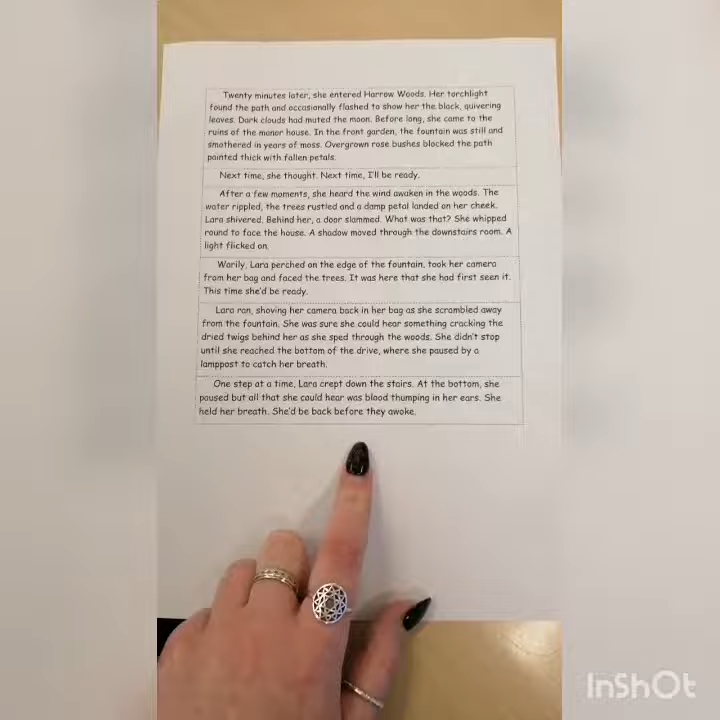 Twenty minutes later, she entered Harrow Woods. Her torchlight
found the path and occasionally flashed to show her the black, quivering
leaves. Dark clouds had muted the moon. Before long, she came to the
ruins of the manor house. In the front garden, the fountain was still and
smothered in years of moss. Overgrown rose bushes blocked the path
painted thick with fallen petals.
Next time, she thought. Next time, I'll be ready.
After a few moments, she heard the wind awaken in the woods. The
water rippled, the trees rustled and a damp petal landed on her cheek.
Lara shivered. Behind her, a door slammed. What was that? She whipped
round to face the house. A shadow moved through the downstairs room. A
light flicked on.
Warily, Lara perched on the edge of the fountain, took her camera
from her bag and faced the trees. It was here that she had first seen it.
This time she'd be ready.
Lara ran, shoving her camera back in her bag as she scrambled away
from the fountain. She was sure she could hear something cracking the
dried twigs behind her as she sped through the woods. She didn't stop
until she reached the bottom of the drive, where she paused by a
lamppost to catch her breath.
One step at a time, Lara crept down the stairs. At the bottom, she
paused but all that she could hear was blood thumping in her ears. She
held her breath. She'd be back before they awoke.
InShOt